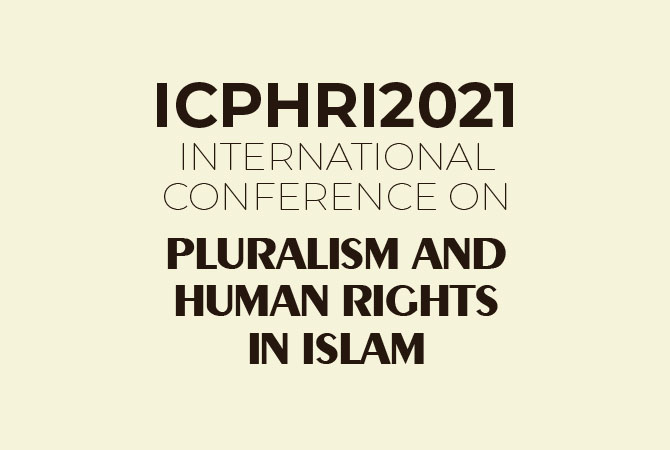 ICPHRI2021
INTERNATIONAL
CONFERENCE ON
PLURALISM AND
HUMAN RIGHTS
IN ISLAM